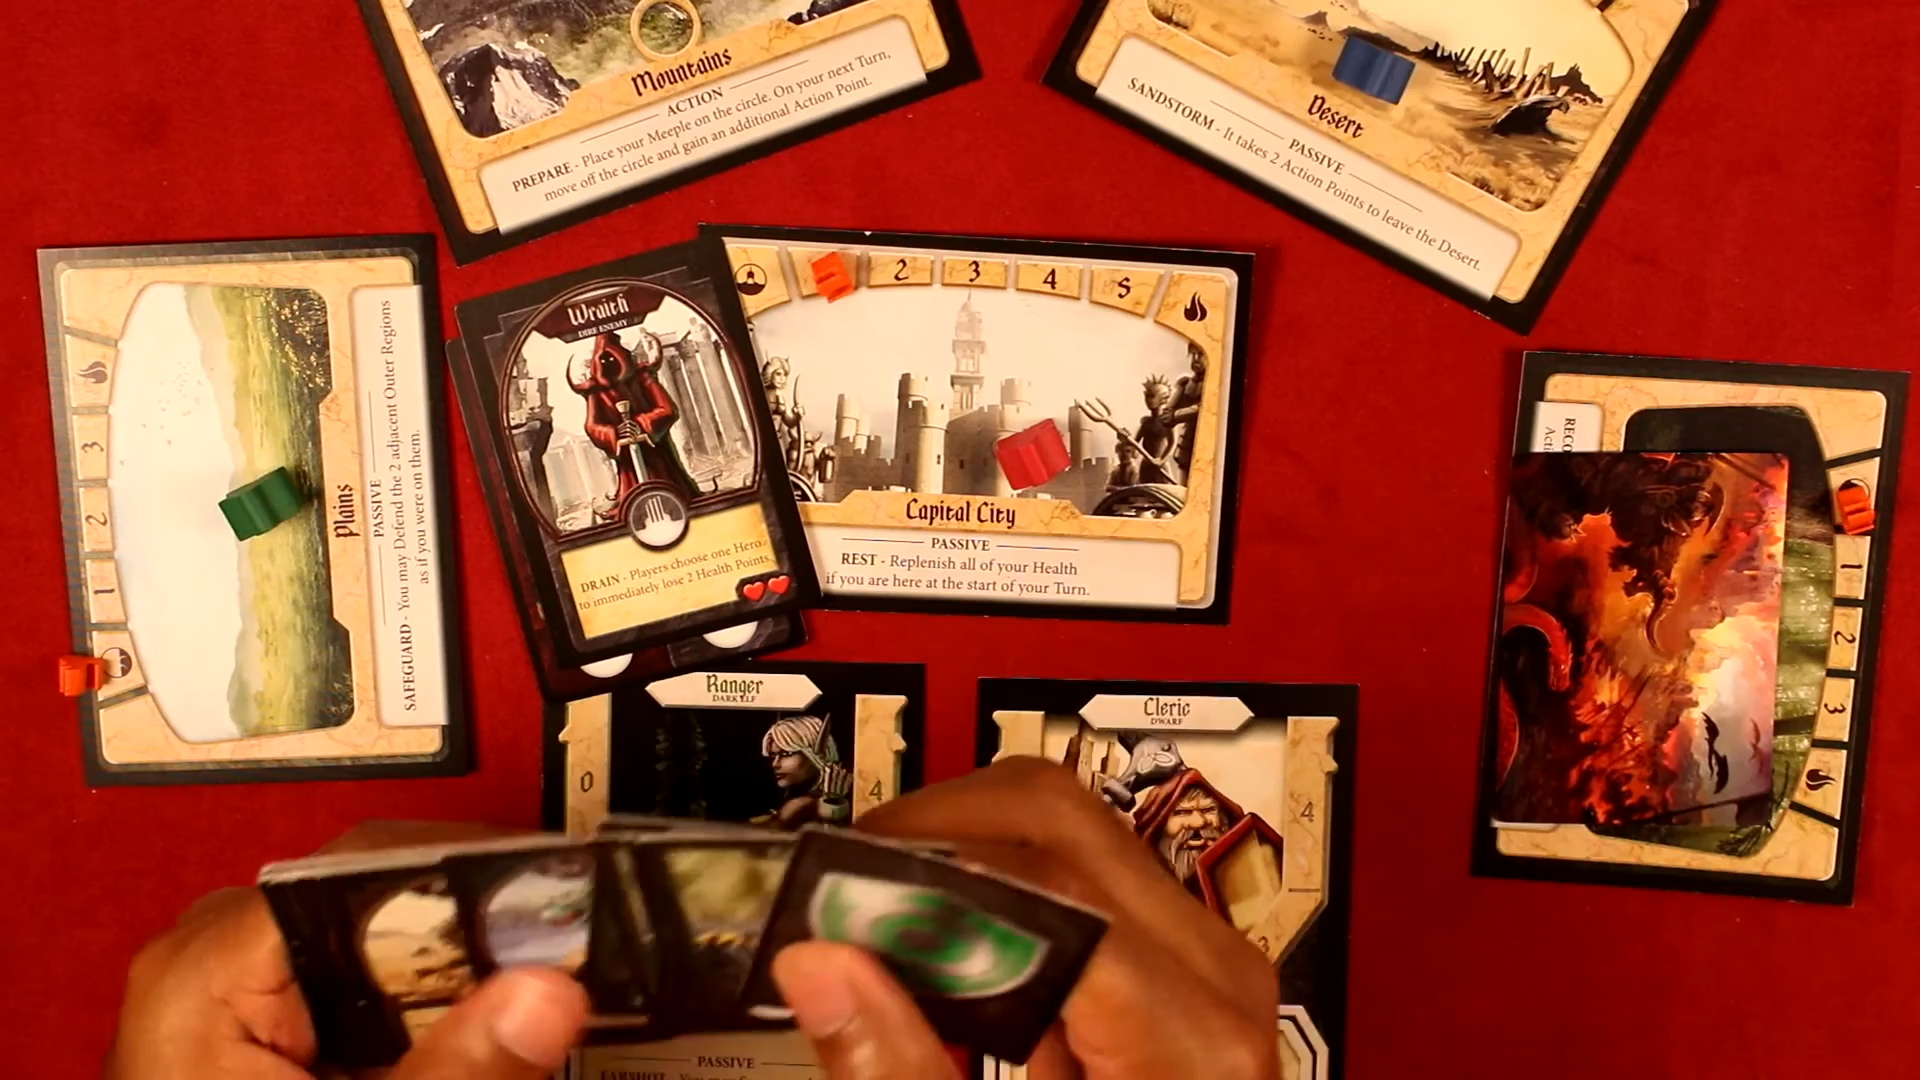 Mountains
ACTION
PREPARE - Place your Meeple on the circle. On your next Turn,
move off the circle and gain an additional Action Point.
Desert
PASSIVE
SANDSTORM - It takes 2 Action Points to leave the Desert.
3
2
1
Plains
PASSIVE
SAFEGUARD - You may Defend the 2 adjacent Outer Regions
as if you were on them.
Wraith
DIRE ENEMY
DRAIN - Players choose one Hero
to immediately lose 2 Health Points.
2
3
4
5
Capital City
PASSIVE
REST - Replenish all of your Health
if you are here at the start of your Turn.
RECO
Acti
1
2
3
Ranger
DARK ELF
0
4
PASSIVE
Cleric
DWARF
4
3